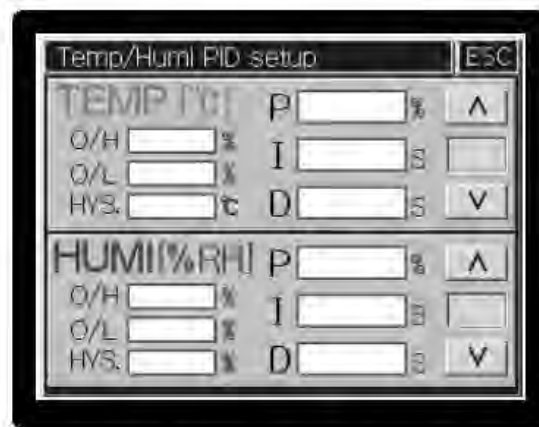 Temp/Humi PID setup ESC
TEMP [℃] P % ∧
O/H %
I S
O/L %
HYS. ℃ D S ∨
HUMI[%RH] P % ∧
O/H %
I S
O/L %
HYS. % D S ∨